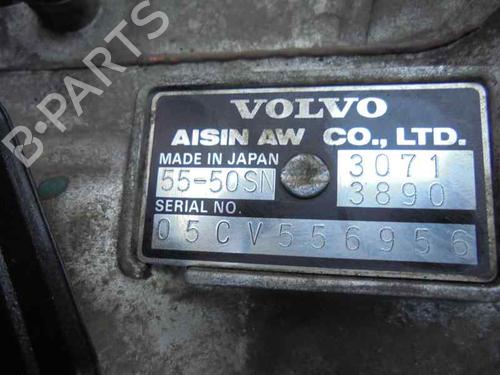 VOLVO
AISIN AW CO., LTD.
MADE IN JAPAN 3071
55-50SN 3890
SERIAL NO.
05CV556956
B-PARTS